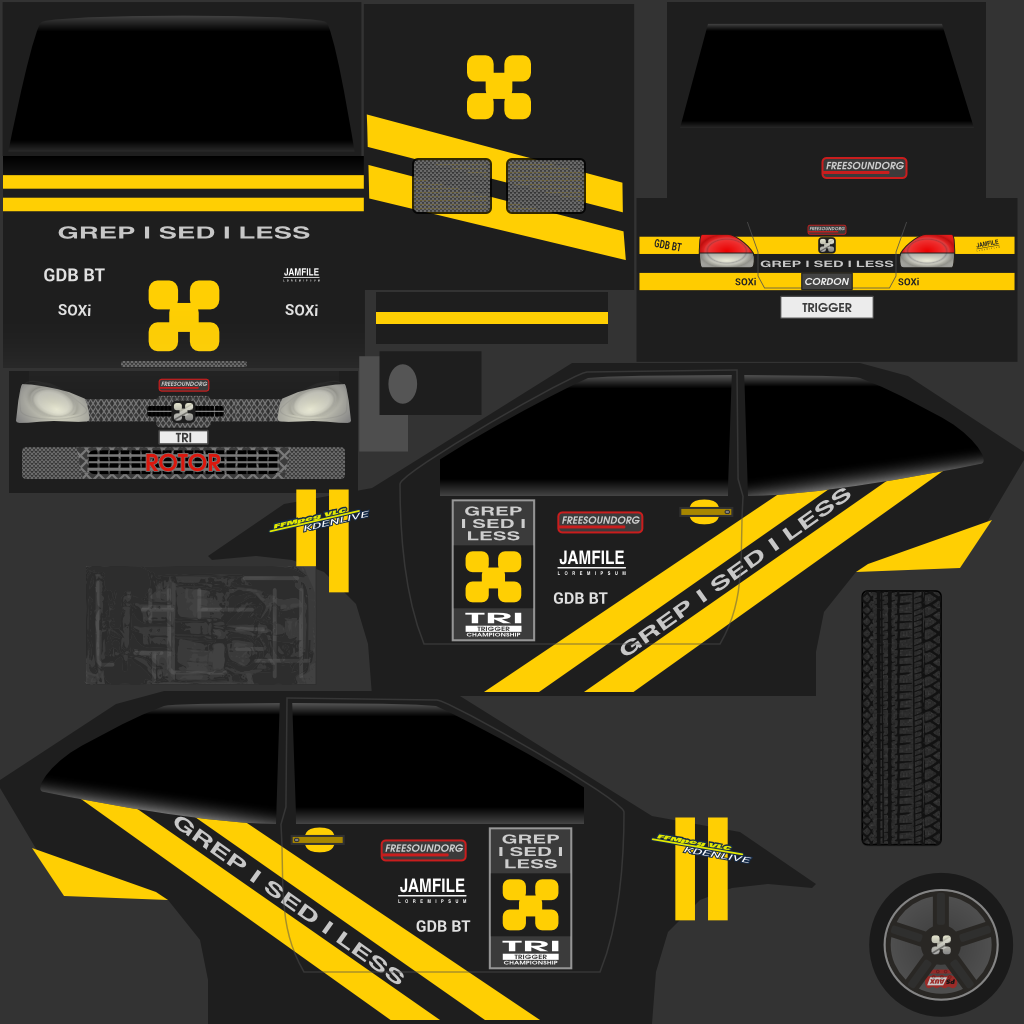 FREESOUNDORG
GREP I SED I LESS
GDB BT
JAMFILE
LOREMIPSUM
SOXi
SOXi
FREESOUNDORG
GDB BT
JAMFILE
GREP I SED I LESS
SOXi
CORDON
SOXi
TRIGGER
FREESOUNDORG
TRI
ROTOR
FFMpeg VLC
KDENLIVE
GREP
I SED I
LESS
TRI
TRIGGER
CHAMPIONSHIP
FREESOUNDORG
JAMFILE
LOREMIPSUM
GDB BT
GREP I SED I LESS
GREP I SED I LESS
FREESOUNDORG
JAMFILE
LOREMIPSUM
GDB BT
GREP
I SED I
LESS
TRI
TRIGGER
CHAMPIONSHIP
FFMpeg VLC
KDENLIVE